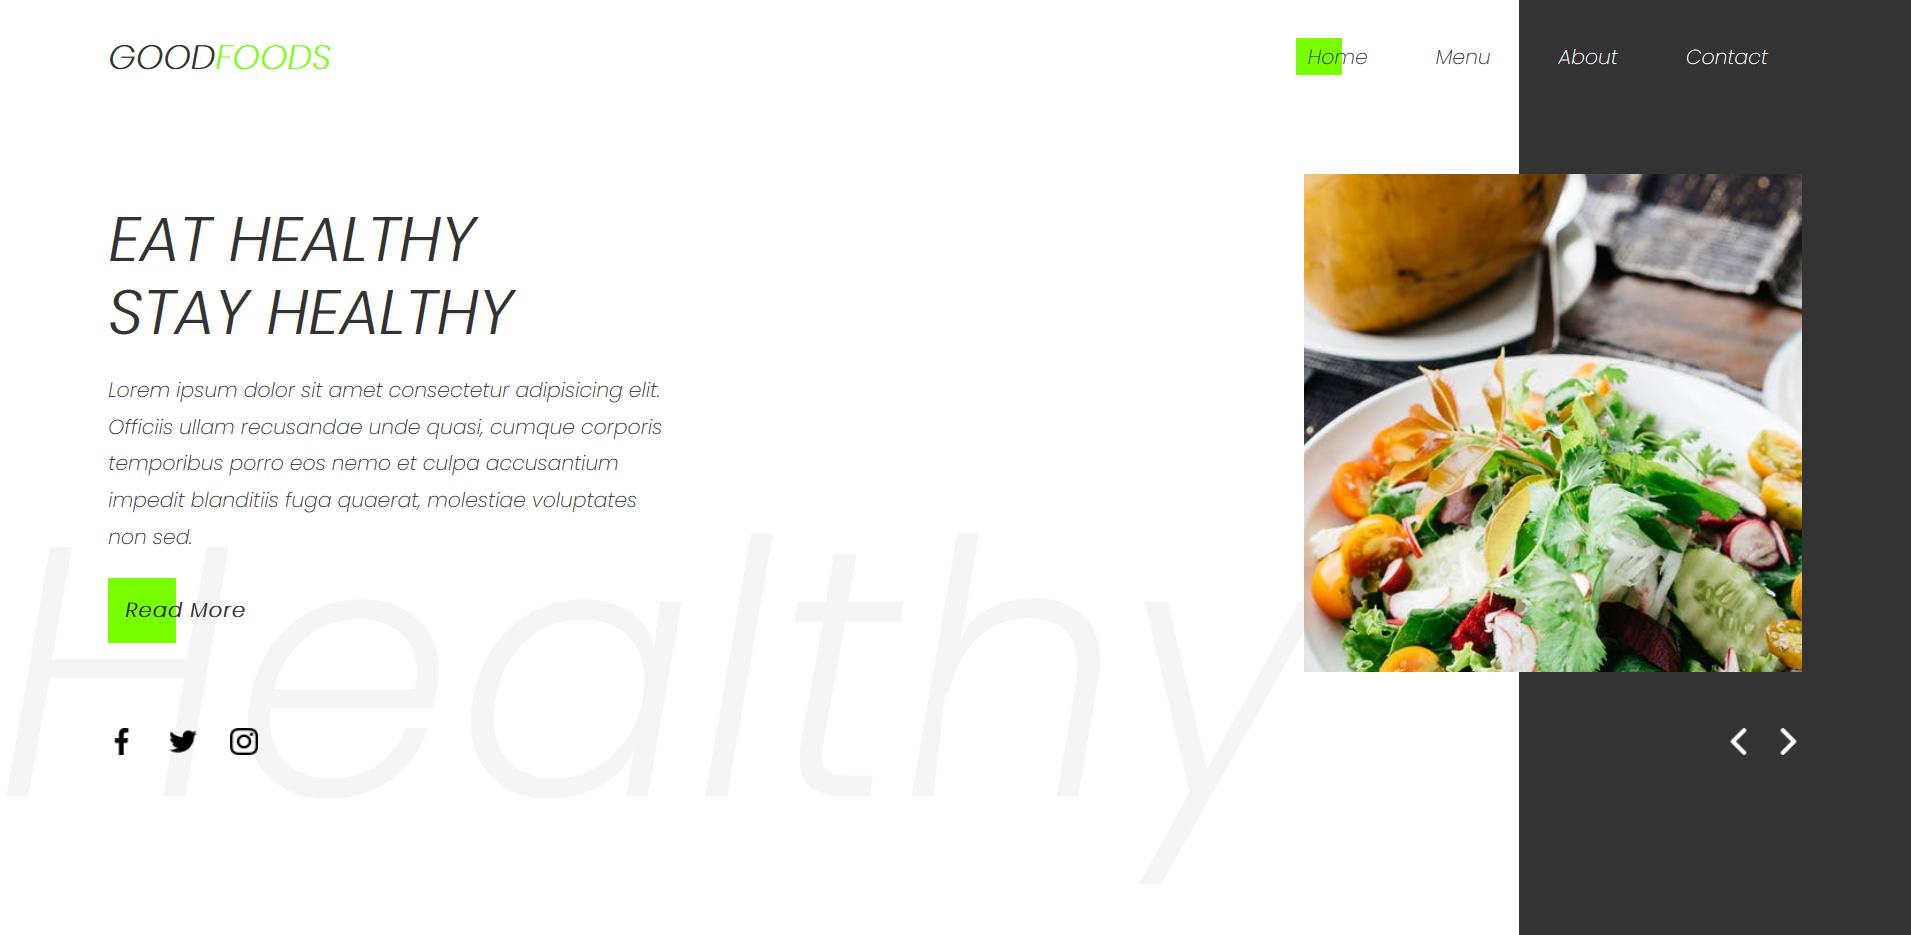 GOODFOODS
Home Menu About Contact
EAT HEALTHY
STAY HEALTHY
Lorem ipsum dolor sit amet consectetur adipisicing elit.
Officiis ullam recusandae unde quasi, cumque corporis
temporibus porro eos nemo et culpa accusantium
impedit blanditiis fuga quaerat, molestiae voluptates
non sed.
Read More
Healthy